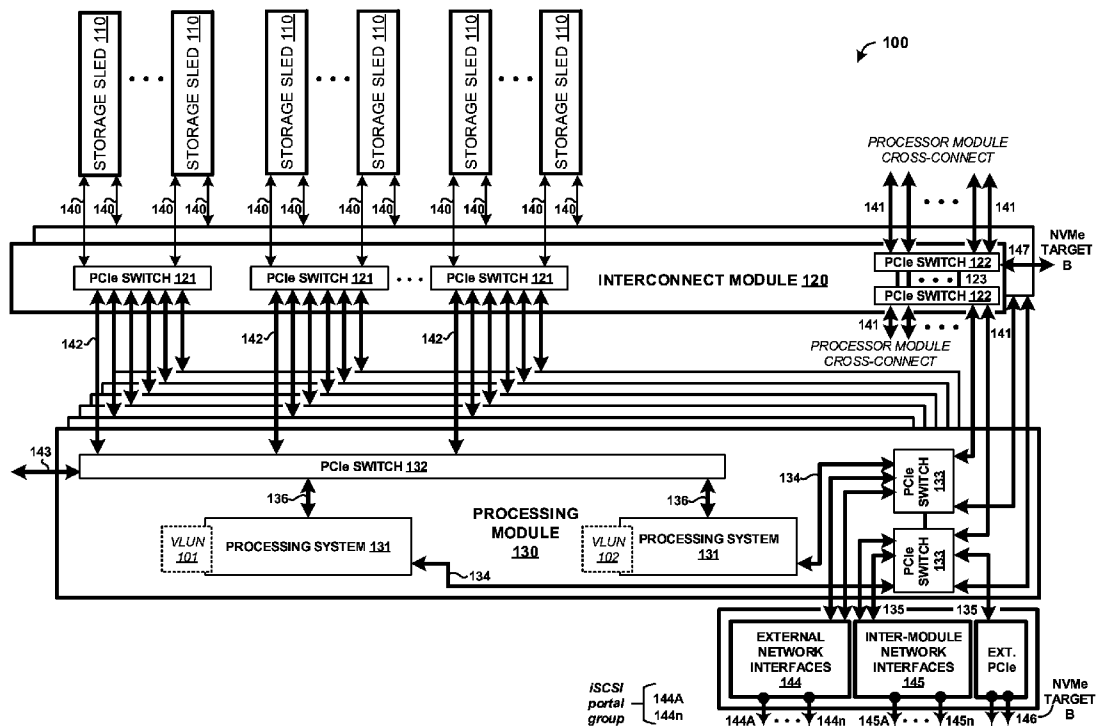 STORAGE SLED 110
STORAGE SLED 110
STORAGE SLED 110
STORAGE SLED 110
STORAGE SLED 110
STORAGE SLED 110
100
PROCESSOR MODULE
CROSS-CONNECT
140
140
140
140
140
140
140
140
140
140
140
140
141
141
147
NVMe
TARGET
B
PCIe SWITCH 121
PCIe SWITCH 121
PCIe SWITCH 121
INTERCONNECT MODULE 120
PCIe SWITCH 122
123
PCIe SWITCH 122
141
141
142
142
142
PROCESSOR MODULE
CROSS-CONNECT
143
PCIe SWITCH 132
134
PCIe
SWITCH
133
136
136
PROCESSING
MODULE
130
VLUN
101
PROCESSING SYSTEM 131
VLUN
102
PROCESSING SYSTEM 131
PCIe
SWITCH
133
134
135
135
EXTERNAL
NETWORK
INTERFACES
144
INTER-MODULE
NETWORK
INTERFACES
145
EXT.
PCIe
iSCSI
portal
group
144A
144n
144A
144n
145A
145n
146
NVMe
TARGET
B